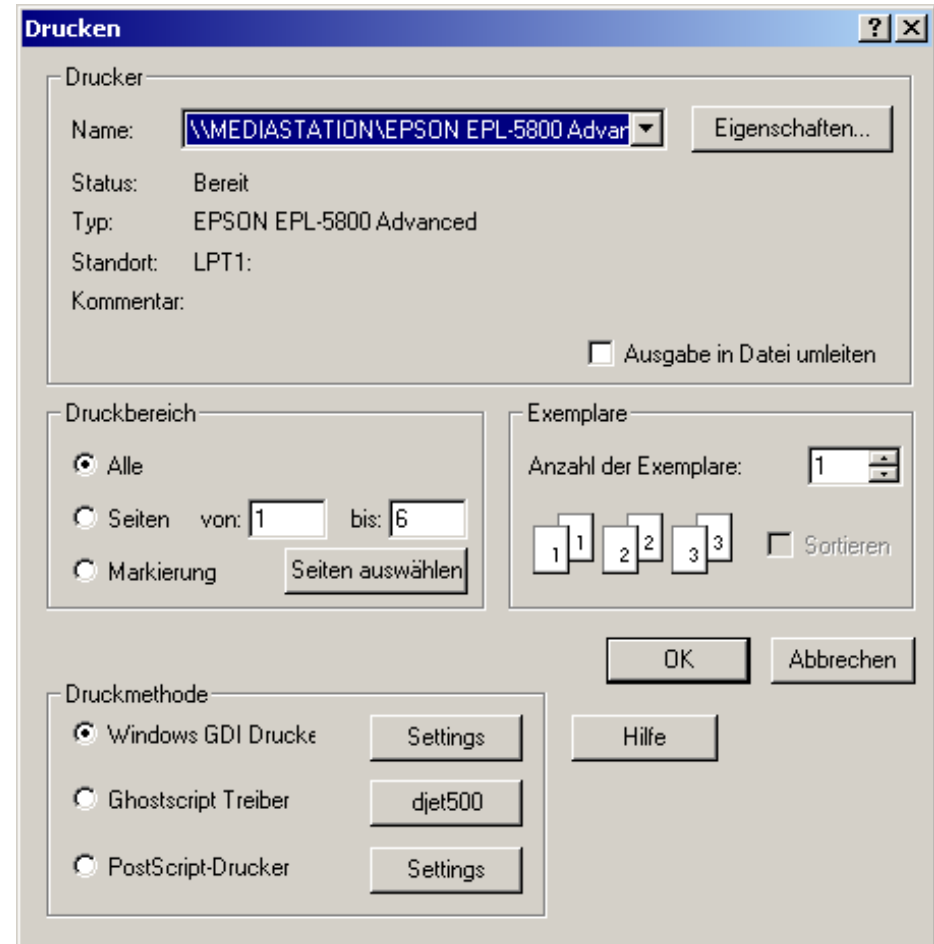 Drucken
Drucker
Name: \\MEDIASTATION\EPSON EPL-5800 Advar Eigenschaften...
Status: Bereit
Typ: EPSON EPL-5800 Advanced
Standort: LPT1:
Kommentar:
Ausgabe in Datei umleiten
Druckbereich
Alle
Seiten von: 1 bis: 6
Markierung Seiten auswählen
Exemplare
Anzahl der Exemplare: 1
1 1 2 2 3 3 Sortieren
OK Abbrechen
Druckmethode
Windows GDI Drucke Settings Hilfe
Ghostscript Treiber djet500
PostScript-Drucker Settings